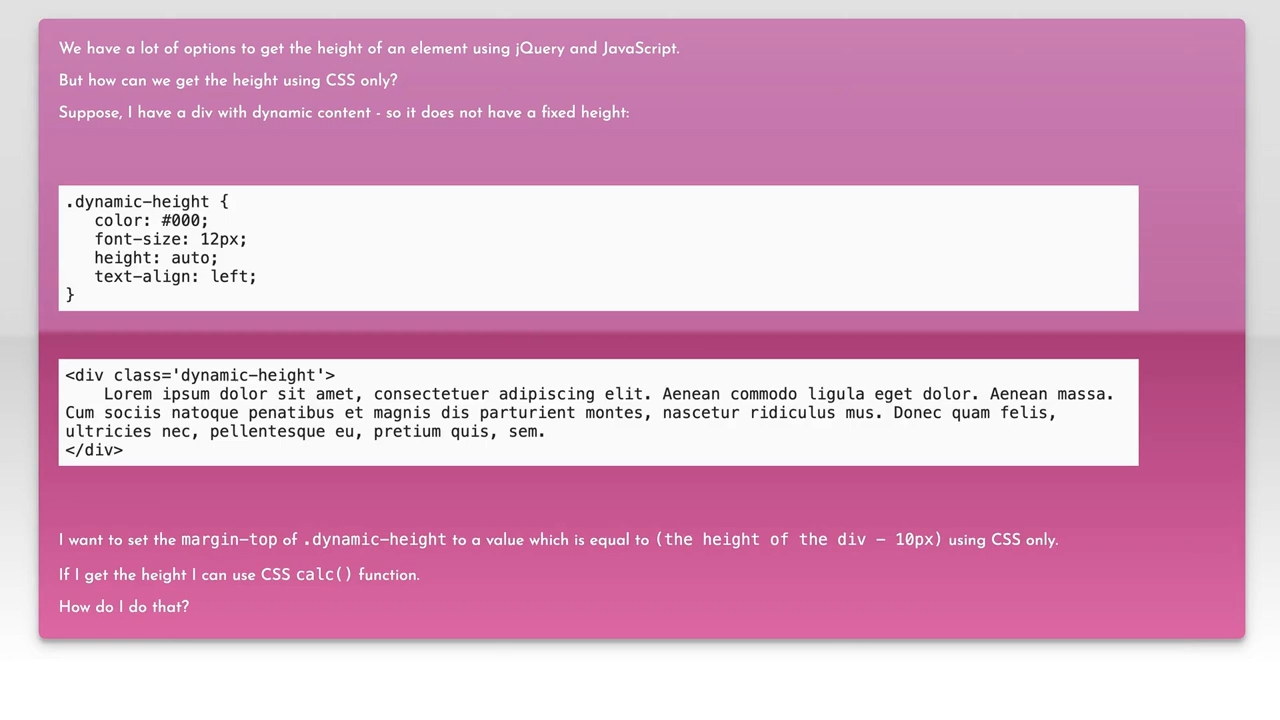 We have a lot of options to get the height of an element using jQuery and JavaScript.
But how can we get the height using CSS only?
Suppose, I have a div with dynamic content - so it does not have a fixed height:
.dynamic-height {
   color: #000;
   font-size: 12px;
   height: auto;
   text-align: left;
}
<div class='dynamic-height'>
    Lorem ipsum dolor sit amet, consectetuer adipiscing elit. Aenean commodo ligula eget dolor. Aenean massa.
Cum sociis natoque penatibus et magnis dis parturient montes, nascetur ridiculus mus. Donec quam felis,
ultricies nec, pellentesque eu, pretium quis, sem.
</div>
I want to set the margin-top of .dynamic-height to a value which is equal to (the height of the div - 10px) using CSS only.
If I get the height I can use CSS calc() function.
How do I do that?